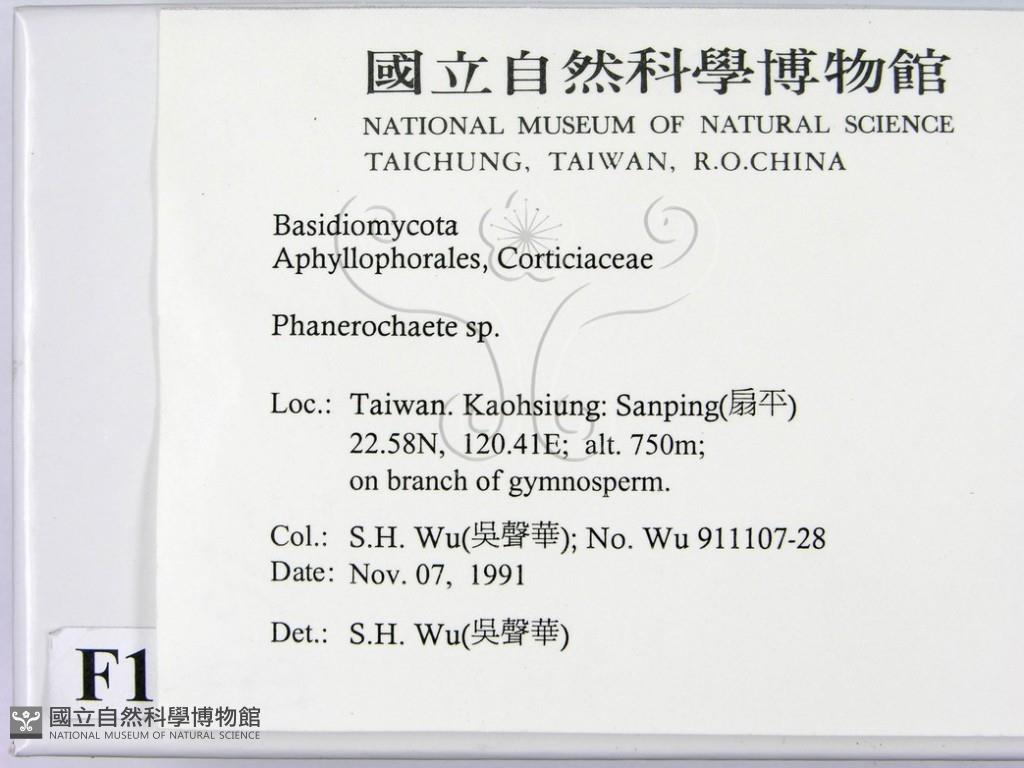 國立自然科學博物館
NATIONAL MUSEUM OF NATURAL SCIENCE
TAICHUNG, TAIWAN, R.O.CHINA
Basidiomycota
Aphyllophorales, Corticiaceae
Phanerochaete sp.
Loc.: Taiwan. Kaohsiung: Sanping(扇平)
22.58N, 120.41E; alt. 750m;
on branch of gymnosperm.
Col.: S.H. Wu(吳聲華); No. Wu 911107-28
Date: Nov. 07, 1991
Det.: S.H. Wu(吳聲華)
F1
國立自然科學博物館
NATIONAL MUSEUM OF NATURAL SCIENCE